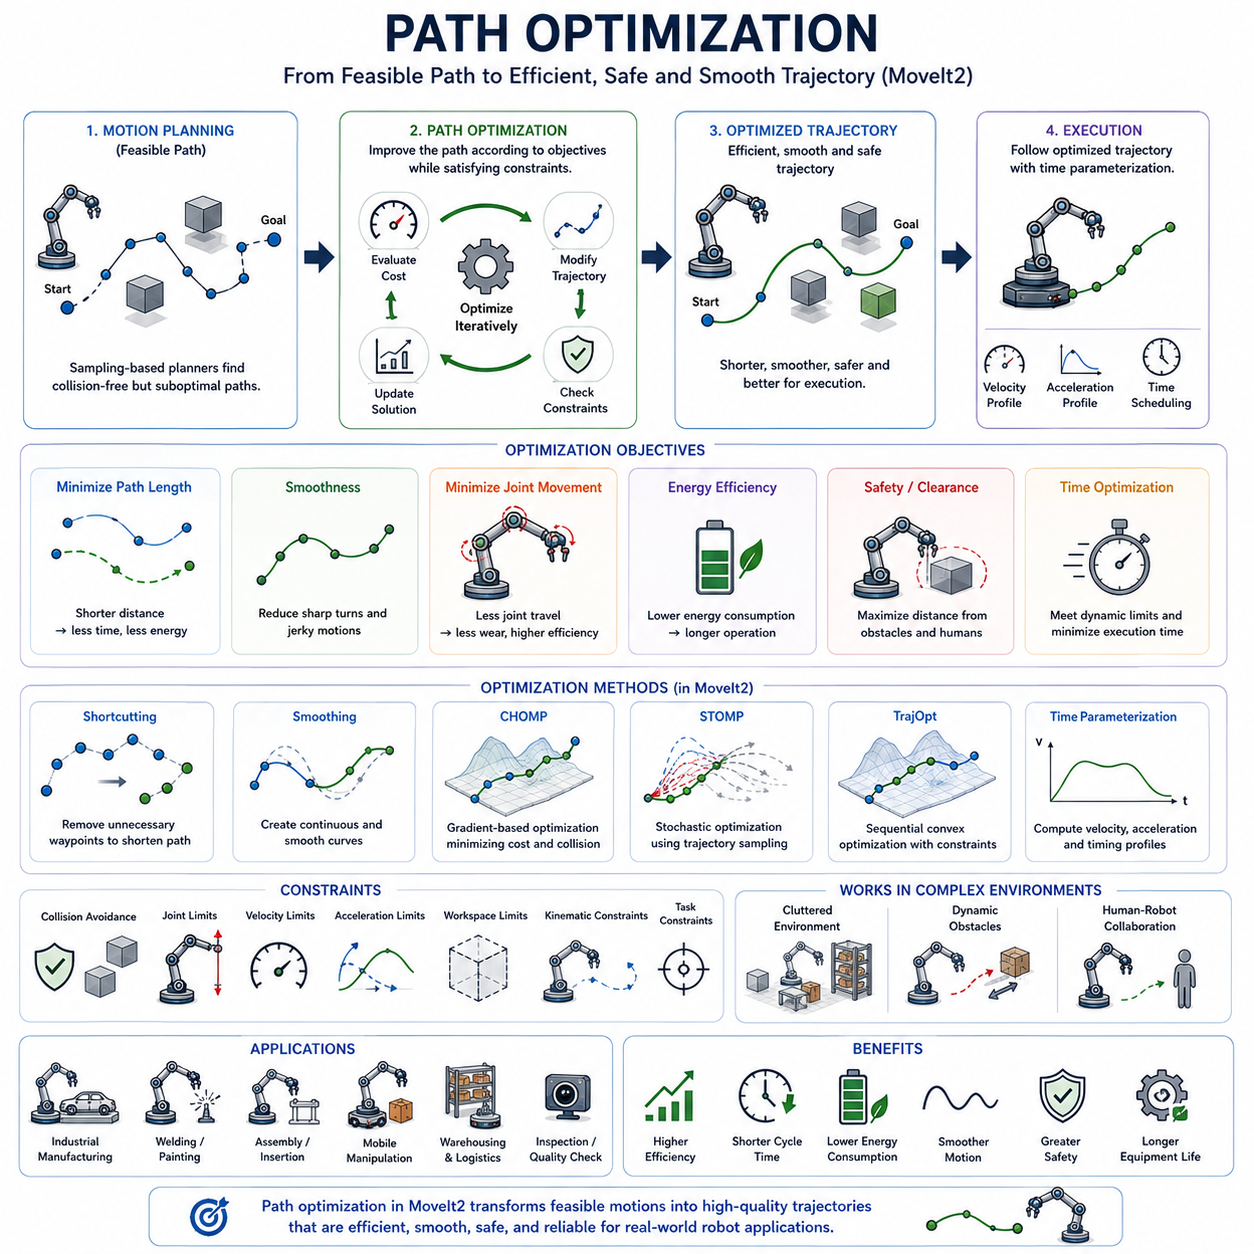 PATH OPTIMIZATION
From Feasible Path to Efficient, Safe and Smooth Trajectory (MoveIt2)
1. MOTION PLANNING
(Feasible Path)
Goal
Start
Sampling-based planners find
collision-free but suboptimal paths.
2. PATH OPTIMIZATION
Improve the path according to objectives
while satisfying constraints.
Evaluate
Cost
Modify
Trajectory
Optimize
Iteratively
Update
Solution
Check
Constraints
3. OPTIMIZED TRAJECTORY
Efficient, smooth and safe
trajectory
Goal
Start
Shorter, smoother, safer and
better for execution.
4. EXECUTION
Follow optimized trajectory
with time parameterization.
Velocity
Profile
Acceleration
Profile
Time
Scheduling
OPTIMIZATION OBJECTIVES
Minimize Path Length
Shorter distance
→ less time, less energy
Smoothness
Reduce sharp turns and
jerky motions
Minimize Joint Movement
Less joint travel
→ less wear, higher efficiency
Energy Efficiency
Lower energy consumption
→ longer operation
Safety / Clearance
Maximize distance from
obstacles and humans
Time Optimization
Meet dynamic limits and
minimize execution time
OPTIMIZATION METHODS (in MoveIt2)
Shortcutting
Remove unnecessary
waypoints to shorten path
Smoothing
Create continuous and
smooth curves
CHOMP
Gradient-based optimization
minimizing cost and collision
STOMP
Stochastic optimization
using trajectory sampling
TrajOpt
Sequential convex
optimization with constraints
Time Parameterization
v
t
Compute velocity, acceleration
and timing profiles
CONSTRAINTS
Collision Avoidance
Joint Limits
Velocity Limits
Acceleration Limits
Workspace Limits
Kinematic Constraints
Task
Constraints
WORKS IN COMPLEX ENVIRONMENTS
Cluttered
Environment
Dynamic
Obstacles
Human-Robot
Collaboration
APPLICATIONS
Industrial
Manufacturing
Welding /
Painting
Assembly /
Insertion
Mobile
Manipulation
Warehousing
& Logistics
Inspection /
Quality Check
BENEFITS
Higher
Efficiency
Shorter Cycle
Time
Lower Energy
Consumption
Smoother
Motion
Greater
Safety
Longer
Equipment Life
Path optimization in MoveIt2 transforms feasible motions into high-quality trajectories
that are efficient, smooth, safe, and reliable for real-world robot applications.